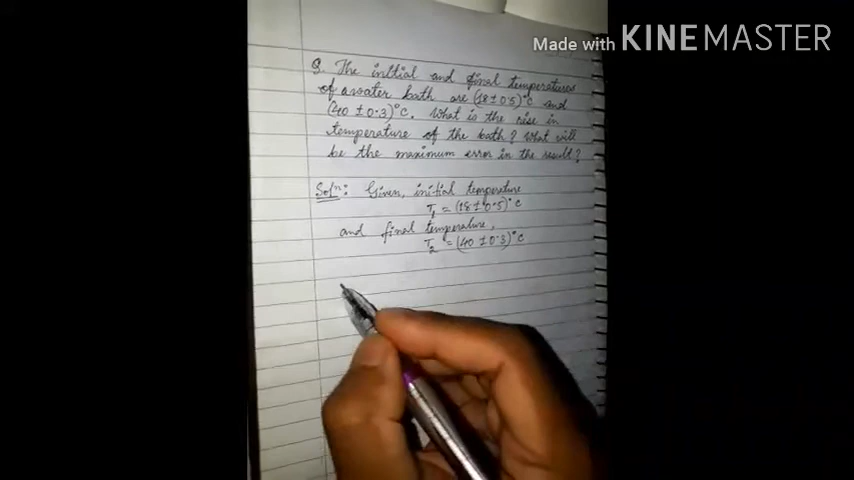 Made with KINEMASTER
Q. The initial and final temperatures
of a water bath are (18 ± 0.5)°C and
(40 ± 0.3)°C. What is the rise in
temperature of the bath? What will
be the maximum error in the result?
Solⁿ: Given, initial temperature
T₁ = (18 ± 0.5)°C
and final temperature,
T₂ = (40 ± 0.3)°C